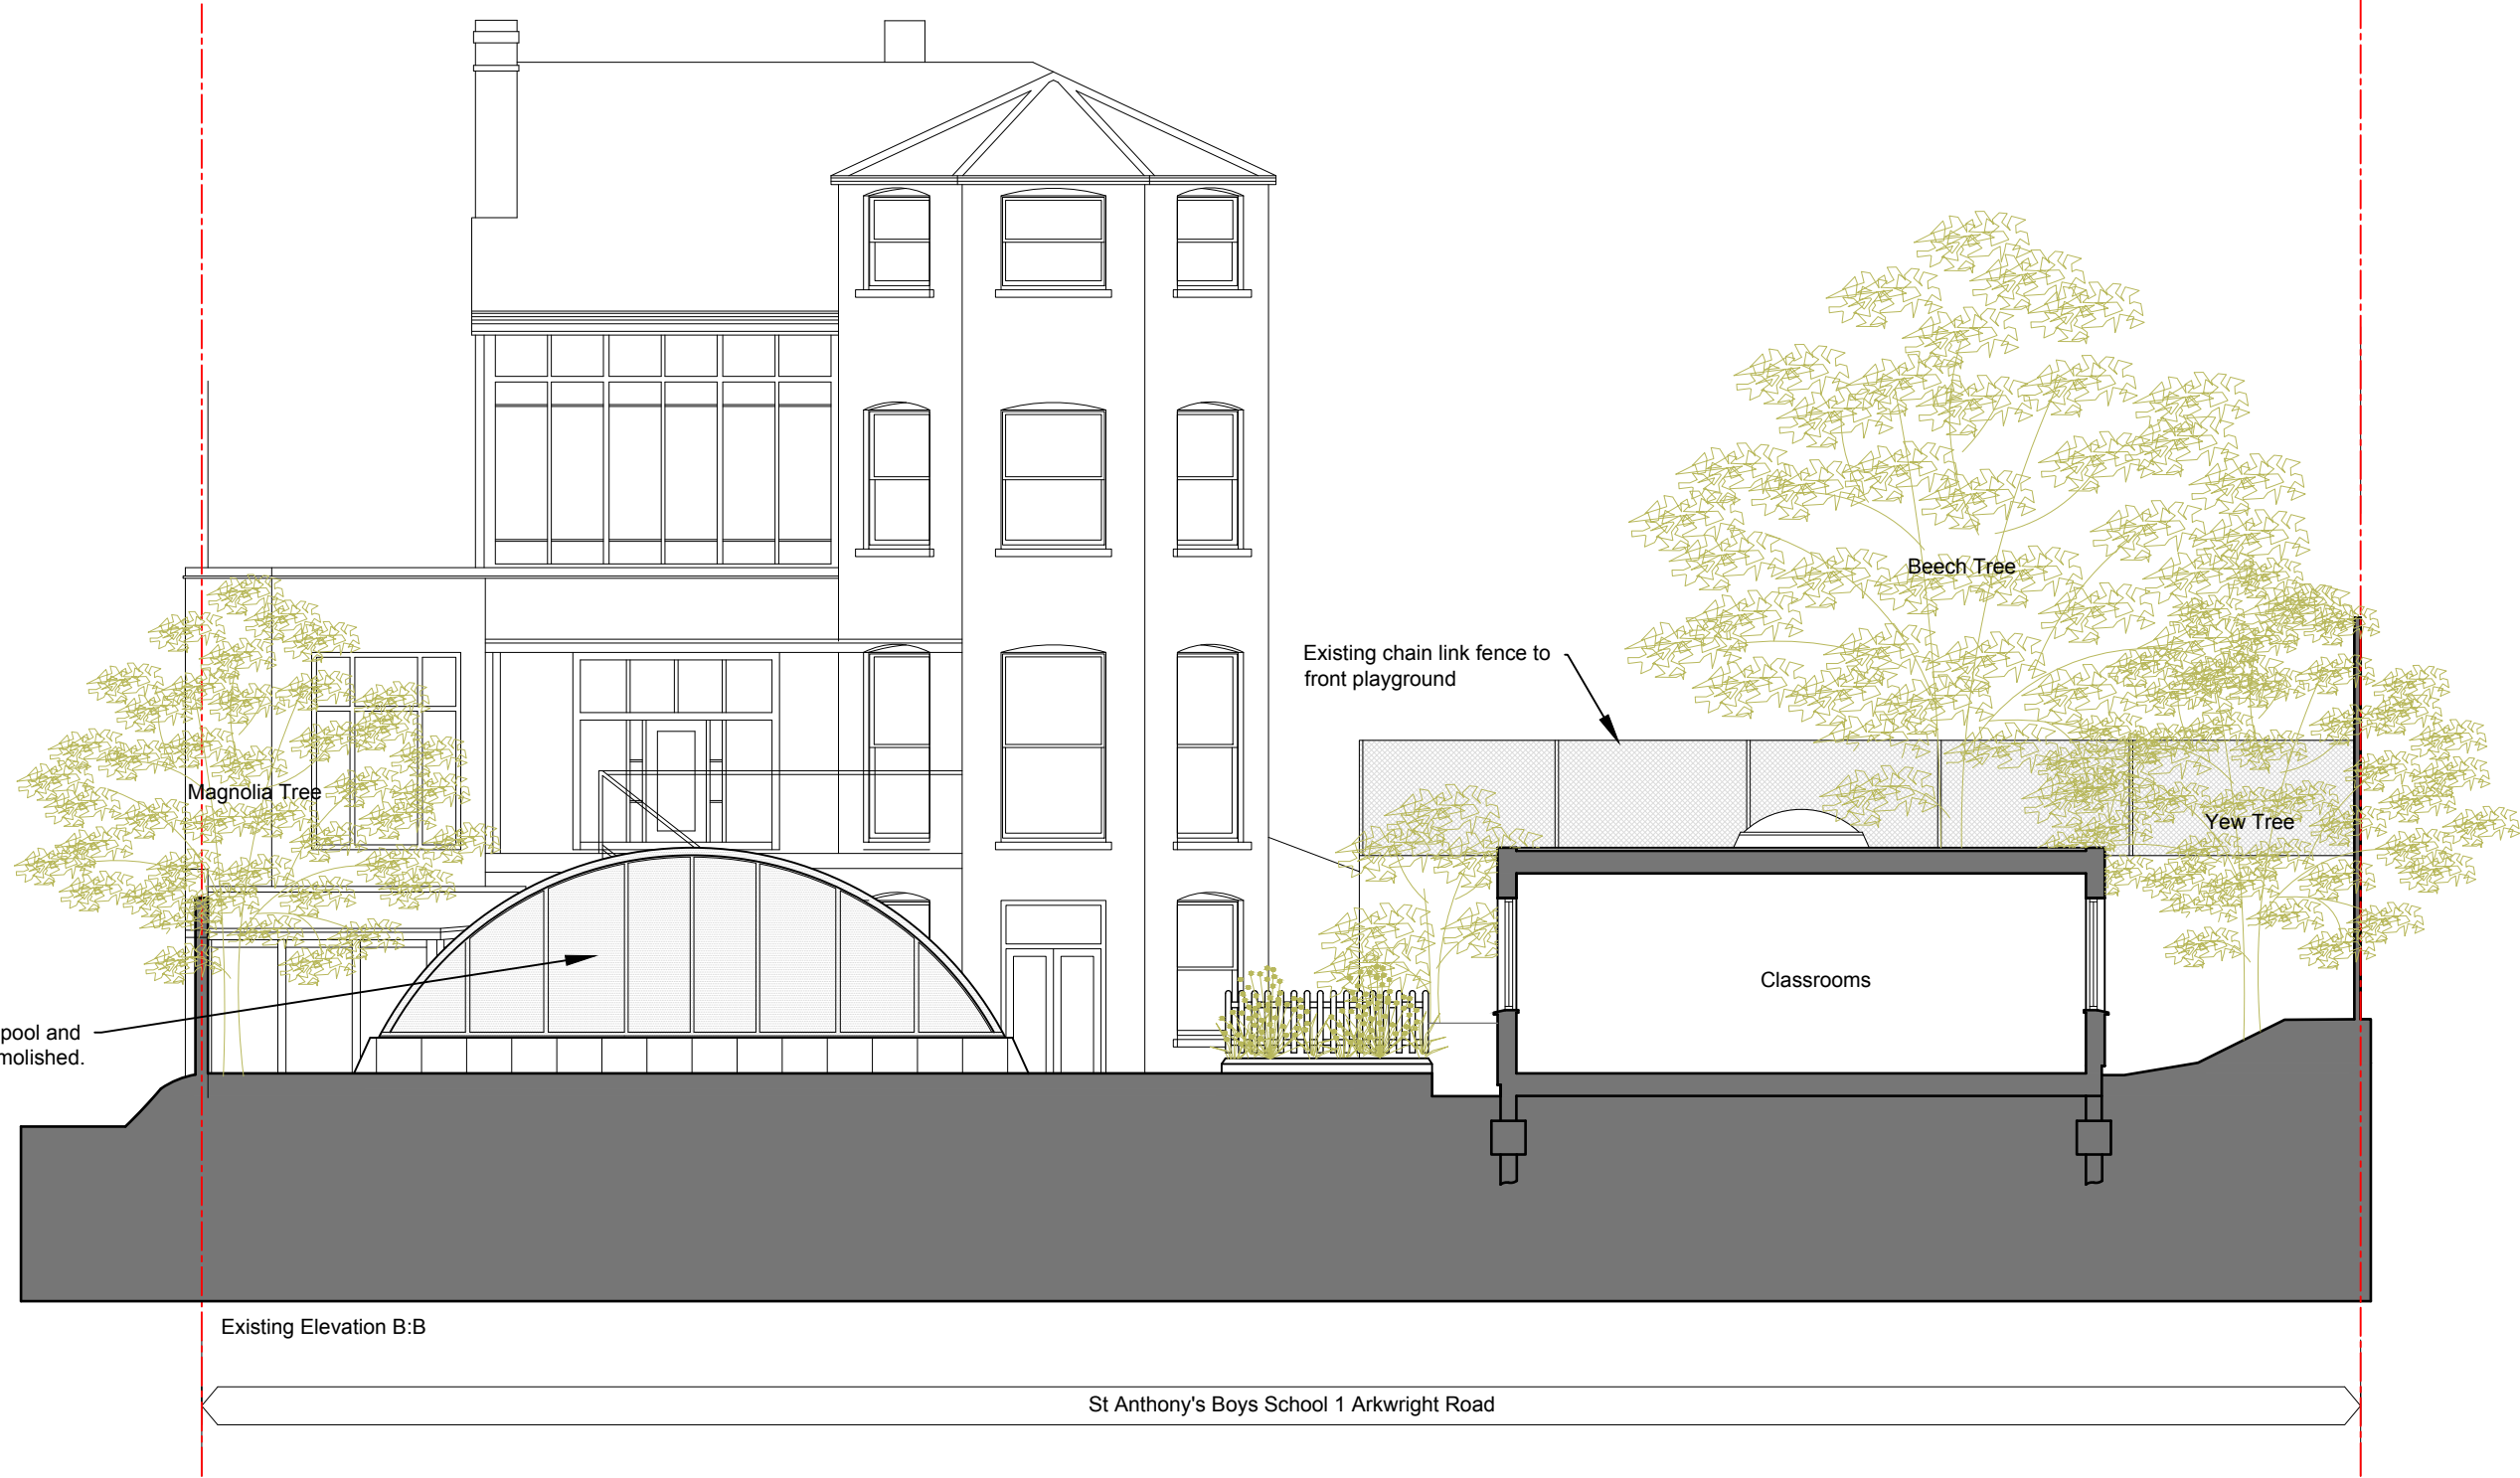 Beech Tree
Existing chain link fence to
front playground
Magnolia Tree
Yew Tree
Classrooms
pool and
molished.
Existing Elevation B:B
St Anthony's Boys School 1 Arkwright Road